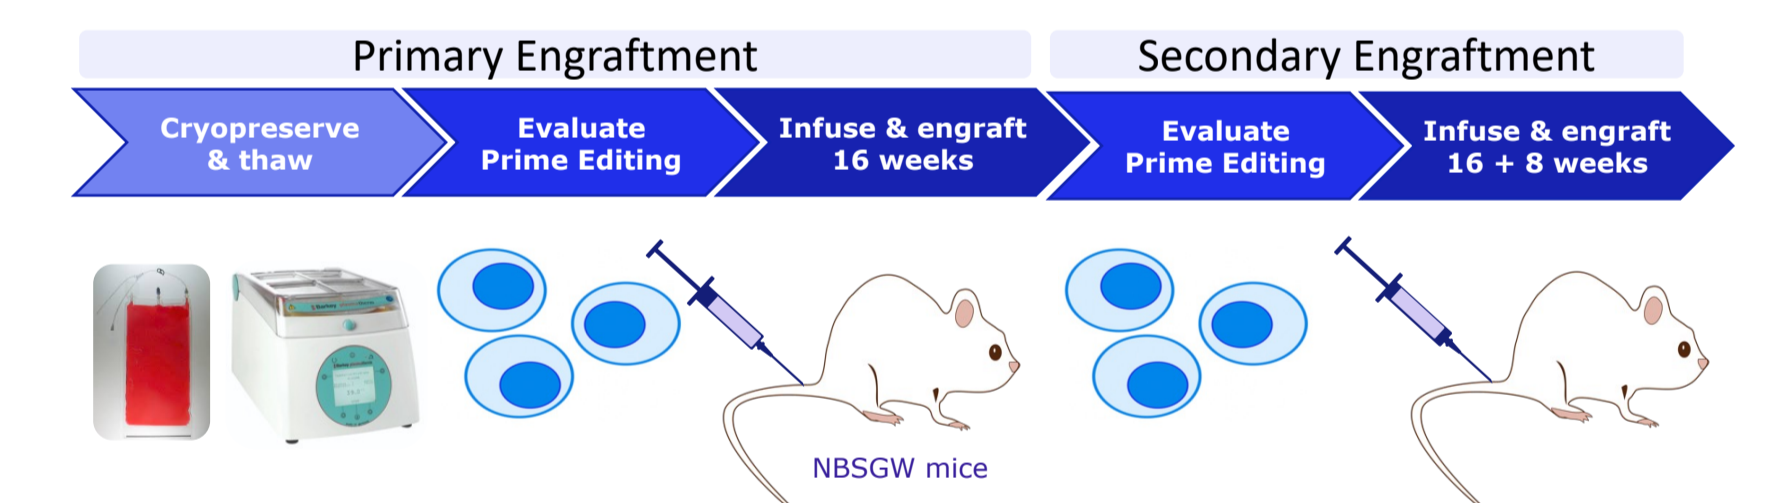 Primary Engraftment
Secondary Engraftment
Cryopreserve
& thaw
Evaluate
Prime Editing
Infuse & engraft
16 weeks
Evaluate
Prime Editing
Infuse & engraft
16 + 8 weeks
NBSGW mice